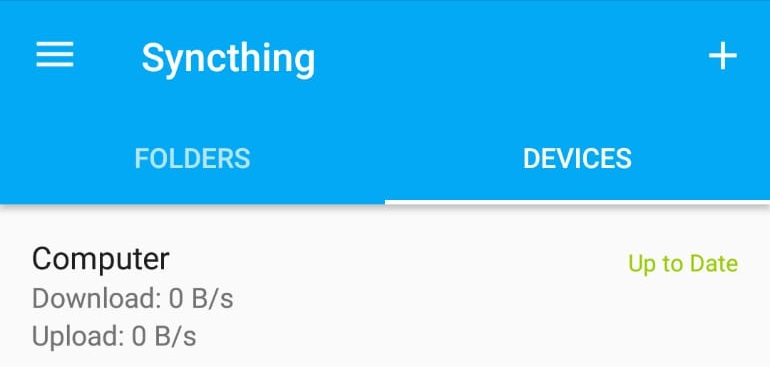 Syncthing
FOLDERS DEVICES
Computer Up to Date
Download: 0 B/s
Upload: 0 B/s